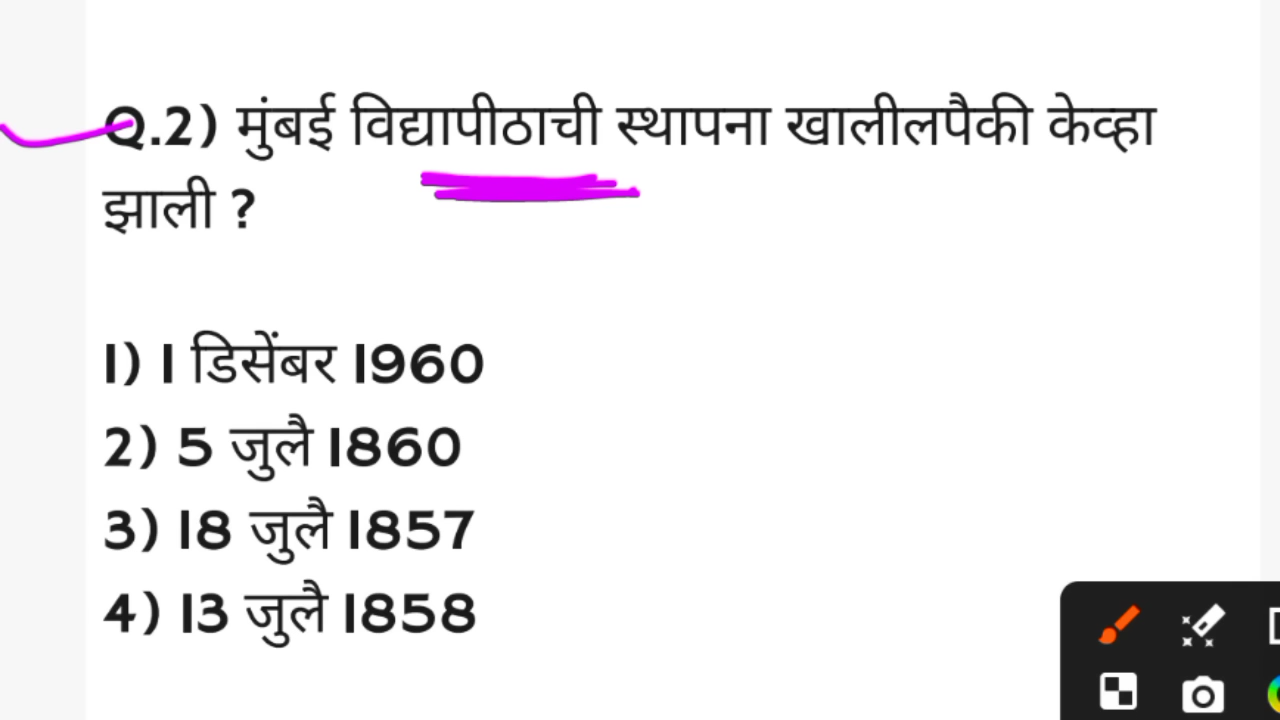 Q.2) मुंबई विद्यापीठाची स्थापना खालीलपैकी केव्हा
झाली ?
1) 1 डिसेंबर 1960
2) 5 जुलै 1860
3) 18 जुलै 1857
4) 13 जुलै 1858